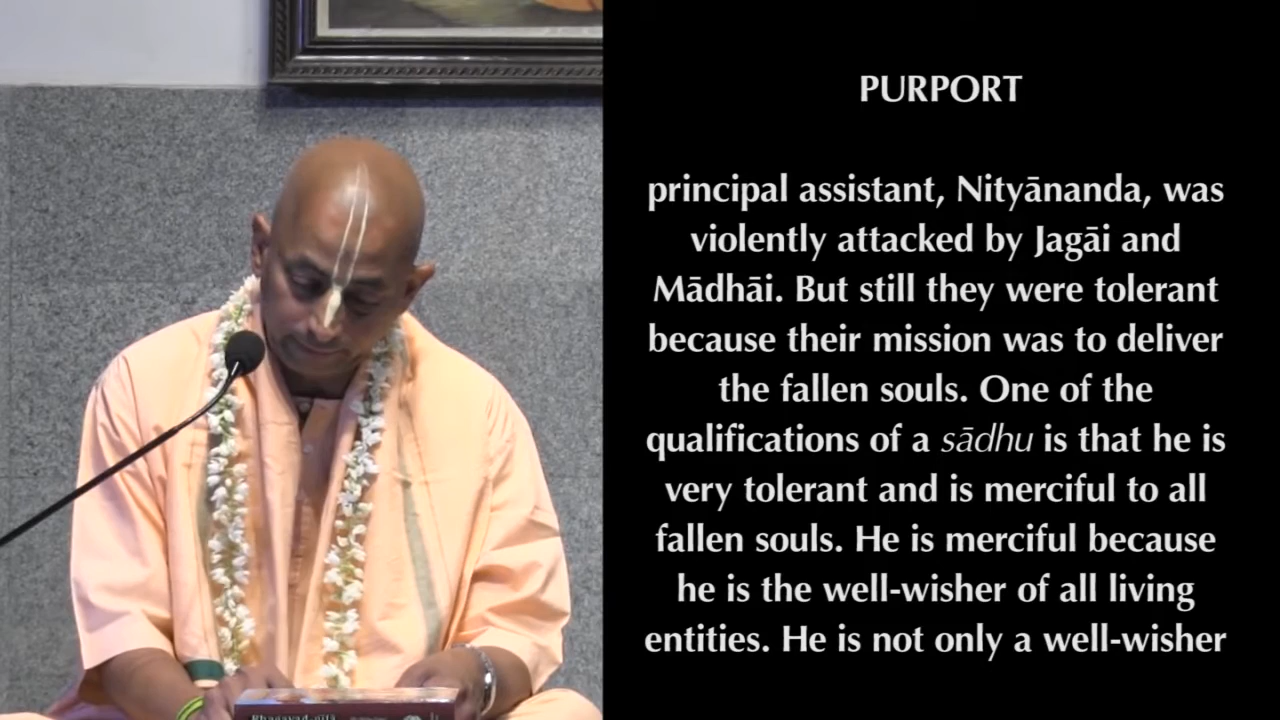 PURPORT
principal assistant, Nityānanda, was
violently attacked by Jagāi and
Mādhāi. But still they were tolerant
because their mission was to deliver
the fallen souls. One of the
qualifications of a sādhu is that he is
very tolerant and is merciful to all
fallen souls. He is merciful because
he is the well-wisher of all living
entities. He is not only a well-wisher
Bhagavad-gītā